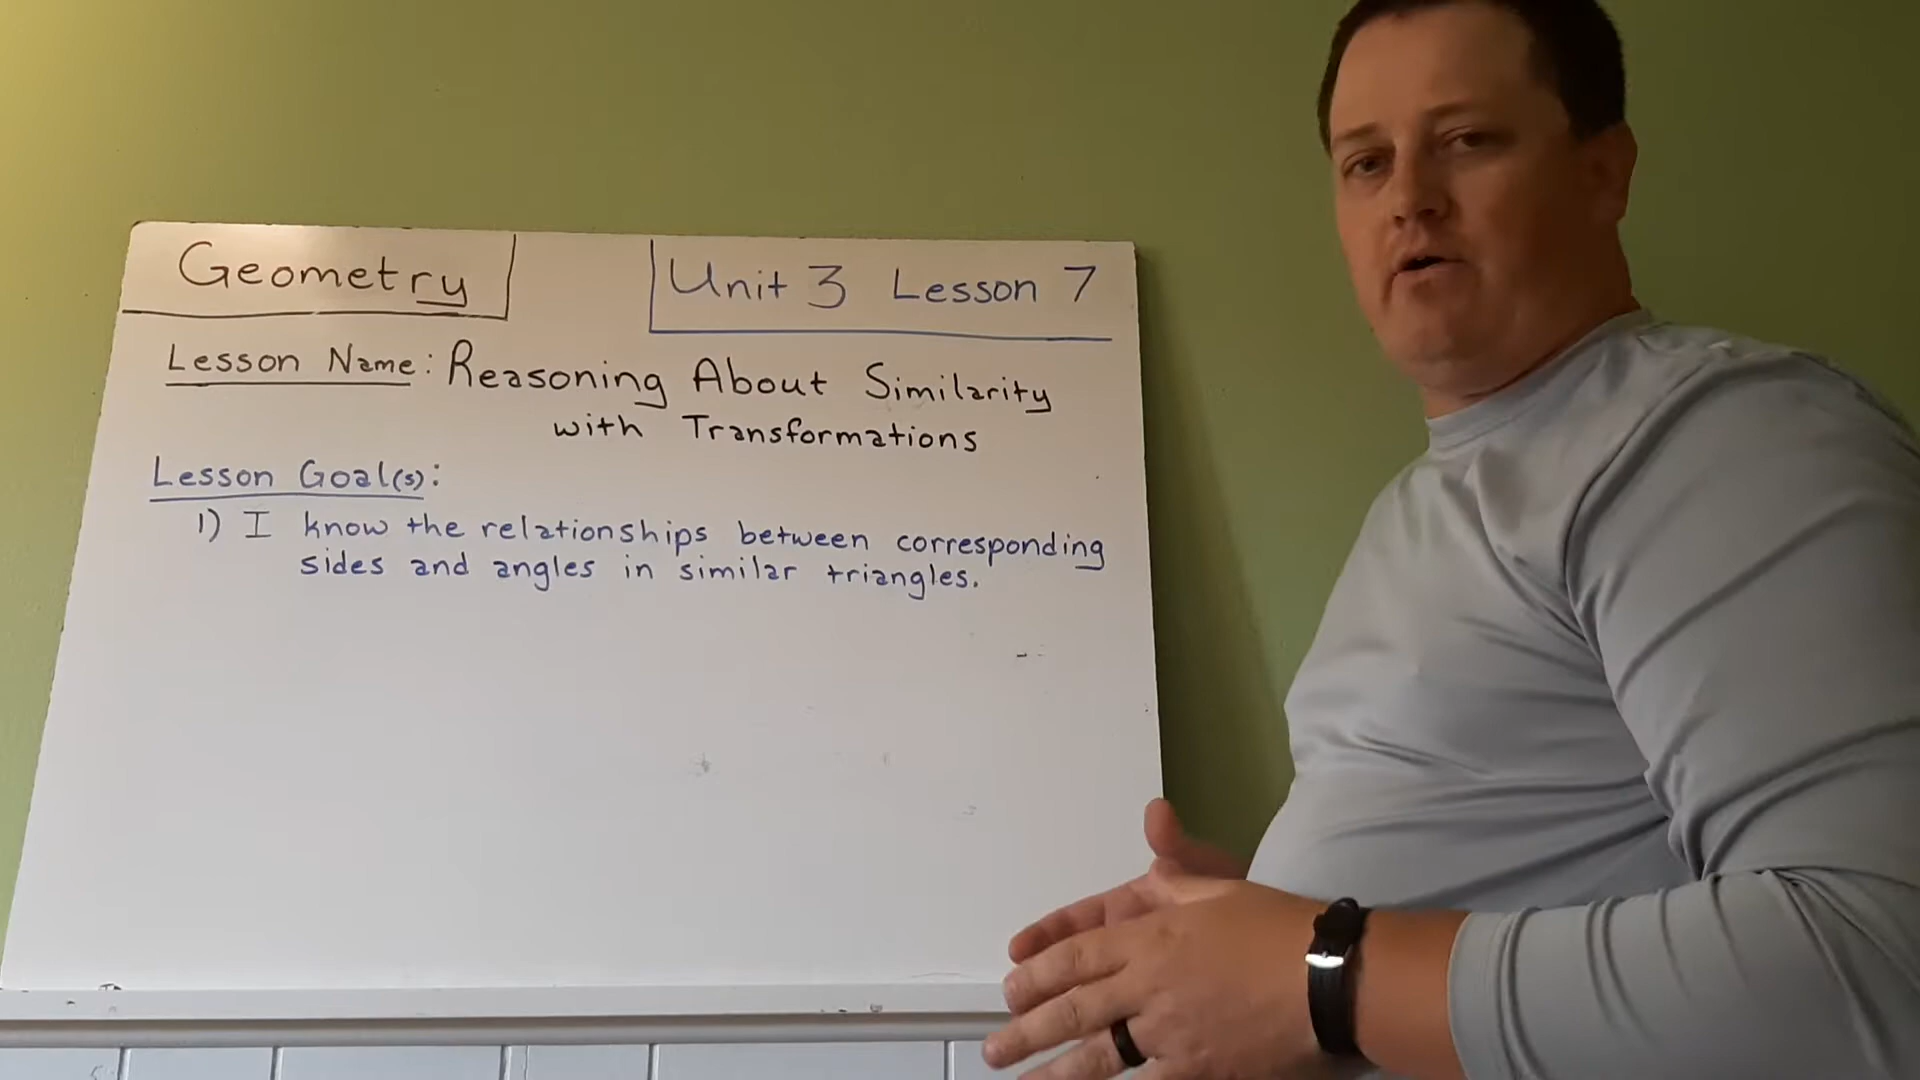 Geometry
Unit 3 Lesson 7
Lesson Name: Reasoning About Similarity
with Transformations
Lesson Goal(s):
1) I know the relationships between corresponding
sides and angles in similar triangles.